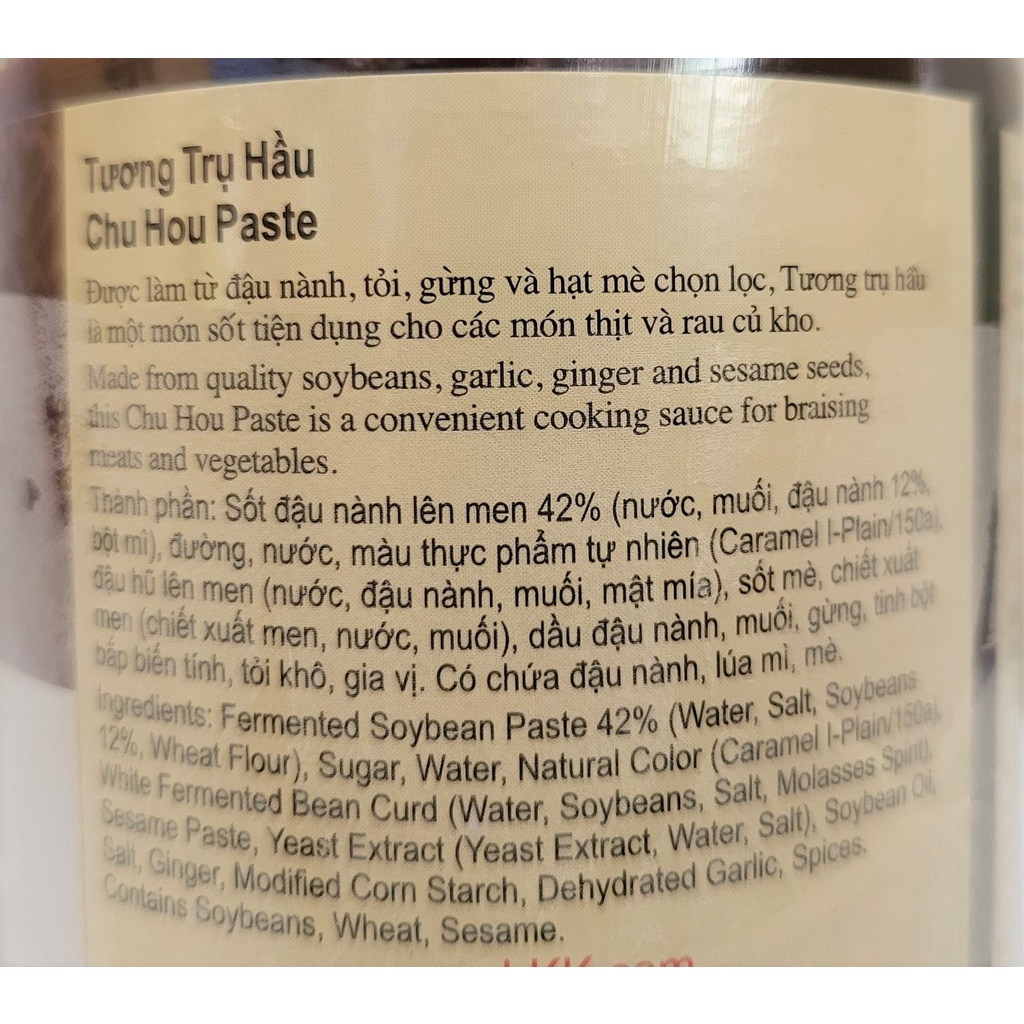 Tương Trụ Hầu
Chu Hou Paste
Được làm từ đậu nành, tỏi, gừng và hạt mè chọn lọc, Tương trụ hầu
là một món sốt tiện dụng cho các món thịt và rau củ kho.
Made from quality soybeans, garlic, ginger and sesame seeds,
this Chu Hou Paste is a convenient cooking sauce for braising
meats and vegetables.
Thành phần: Sốt đậu nành lên men 42% (nước, muối, đậu nành 12%,
bột mì), đường, nước, màu thực phẩm tự nhiên (Caramel I-Plain/150a),
đậu hũ lên men (nước, đậu nành, muối, mật mía), sốt mè, chiết xuất
men (chiết xuất men, nước, muối), dầu đậu nành, muối, gừng, tinh bột
bắp biến tính, tỏi khô, gia vị. Có chứa đậu nành, lúa mì, mè.
Ingredients: Fermented Soybean Paste 42% (Water, Salt, Soybeans
12%, Wheat Flour), Sugar, Water, Natural Color (Caramel I-Plain/150a),
White Fermented Bean Curd (Water, Soybeans, Salt, Molasses Spirit),
Sesame Paste, Yeast Extract (Yeast Extract, Water, Salt), Soybean Oil,
Salt, Ginger, Modified Corn Starch, Dehydrated Garlic, Spices.
Contains Soybeans, Wheat, Sesame.